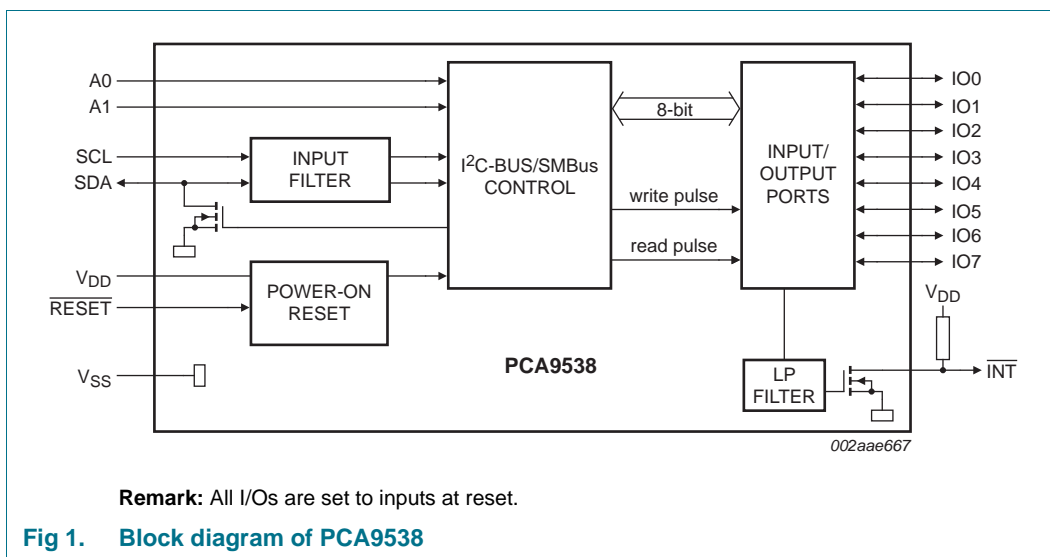 A0
A1
SCL
SDA
VDD
RESET
VSS
INPUT
FILTER
POWER-ON
RESET
I2C-BUS/SMBus
CONTROL
8-bit
write pulse
read pulse
INPUT/
OUTPUT
PORTS
IO0
IO1
IO2
IO3
IO4
IO5
IO6
IO7
VDD
INT
LP
FILTER
PCA9538
002aae667
Remark: All I/Os are set to inputs at reset.
Fig 1. Block diagram of PCA9538